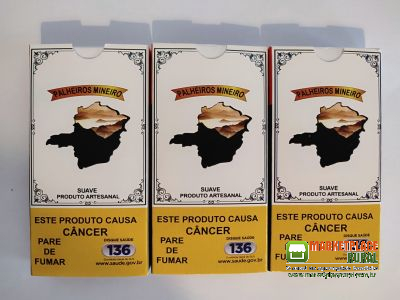 PALHEIROS MINEIRO
SUAVE
PRODUTO ARTESANAL
ESTE PRODUTO CAUSA
CÂNCER
PARE
DE
FUMAR
DISQUE SAÚDE
136
www.saude.gov.br
PALHEIROS MINEIRO
SUAVE
PRODUTO ARTESANAL
ESTE PRODUTO CAUSA
CÂNCER
PARE
DE
FUMAR
DISQUE SAÚDE
136
www.saude.gov.br
PALHEIROS MINEIRO
SUAVE
PRODUTO ARTESANAL
ESTE PRODUTO CAUSA
CÂNCER
PARE
DE
FUMAR
MARKETPLACE
RURAL